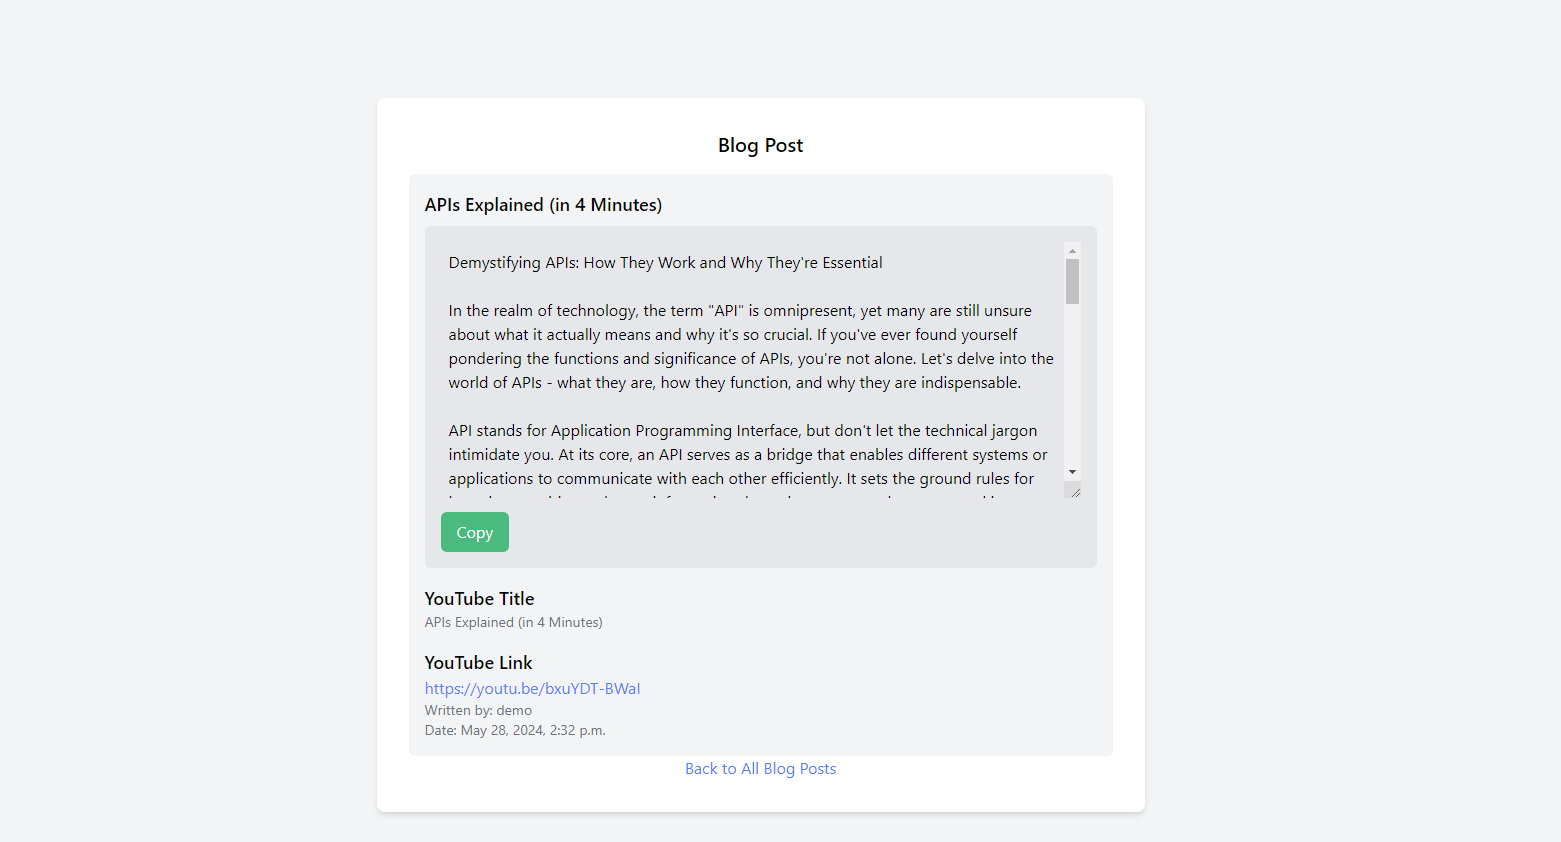 Blog Post
APIs Explained (in 4 Minutes)
Demystifying APIs: How They Work and Why They're Essential
In the realm of technology, the term "API" is omnipresent, yet many are still unsure
about what it actually means and why it's so crucial. If you've ever found yourself
pondering the functions and significance of APIs, you're not alone. Let's delve into the
world of APIs - what they are, how they function, and why they are indispensable.
API stands for Application Programming Interface, but don't let the technical jargon
intimidate you. At its core, an API serves as a bridge that enables different systems or
applications to communicate with each other efficiently. It sets the ground rules for
Copy
YouTube Title
APIs Explained (in 4 Minutes)
YouTube Link
https://youtu.be/bxuYDT-BWaI
Written by: demo
Date: May 28, 2024, 2:32 p.m.
Back to All Blog Posts